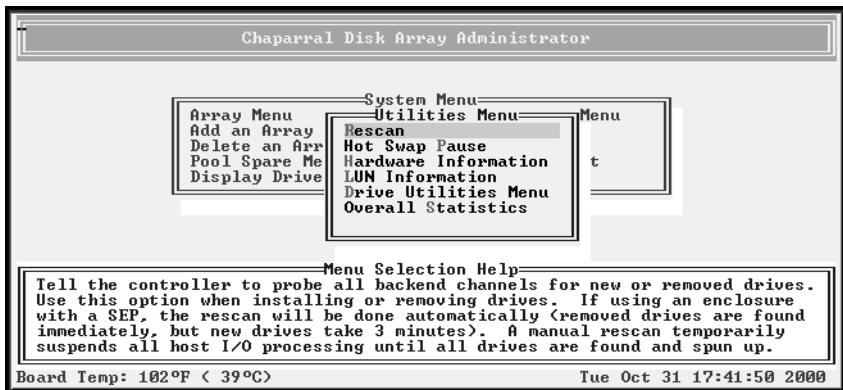 Chaparral Disk Array Administrator
System Menu
Array Menu
Add an Array
Delete an Arr
Pool Spare Me
Display Drive
Menu
t
Utilities Menu
Rescan
Hot Swap Pause
Hardware Information
LUN Information
Drive Utilities Menu
Overall Statistics
Menu Selection Help
Tell the controller to probe all backend channels for new or removed drives.
Use this option when installing or removing drives.  If using an enclosure
with a SEP, the rescan will be done automatically (removed drives are found
immediately, but new drives take 3 minutes).  A manual rescan temporarily
suspends all host I/O processing until all drives are found and spun up.
Board Temp: 102ºF ( 39ºC)
Tue Oct 31 17:41:50 2000